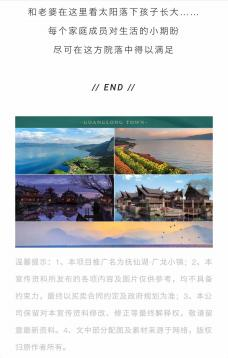 和老婆在这里看太阳落下孩子长大……
每个家庭成员对生活的小期盼
尽可在这方院落中得以满足
// END //
GUANGLONG TOWN
温馨提示：1、本项目推广名为抚仙湖·广龙小镇；2、本
宣传资料所发布的各项内容及图片仅供参考，均不具备
约束力，最终以买卖合同约定及政府规划为准；3、本公
司保留对本宣传资料修改、修正等最终解释权，敬请留
意最新资料。4、文中部分配图及素材来源于网络，版权
归原作者所有。